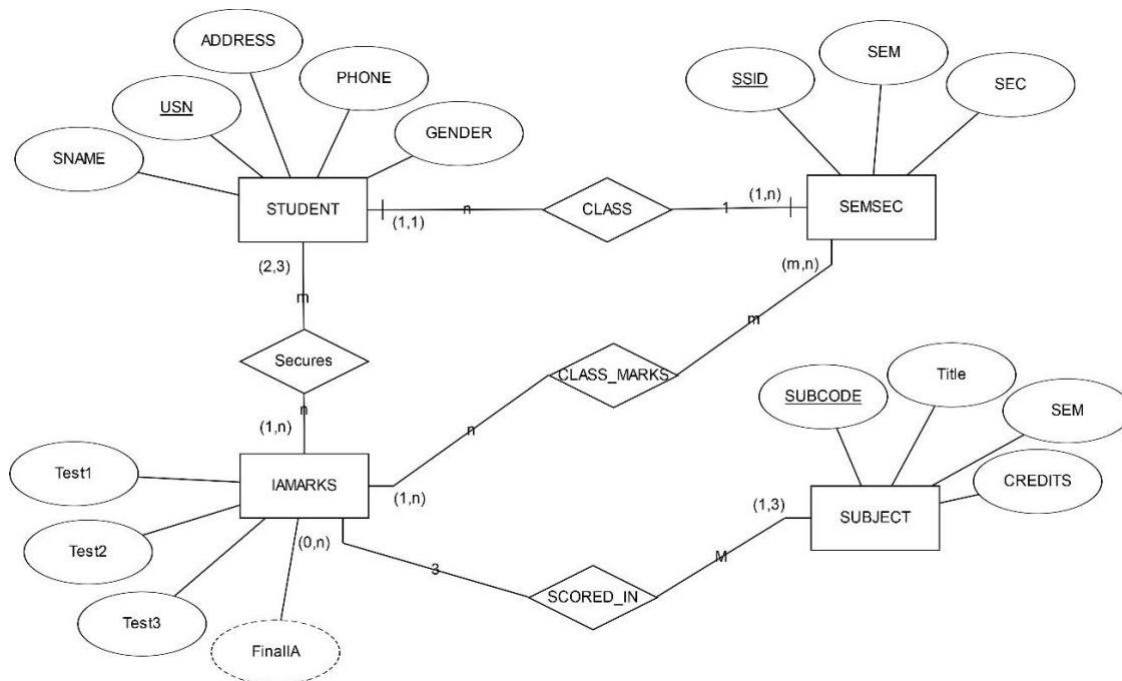 ADDRESS
PHONE
USN
GENDER
SNAME
STUDENT
(1,1)
n
CLASS
1
(1,n)
SSID
SEM
SEC
SEMSEC
(2,3)
m
Secures
n
(1,n)
(m,n)
m
CLASS_MARKS
n
(1,n)
Test1
Test2
Test3
FinalIA
IAMARKS
(0,n)
3
SCORED_IN
M
(1,3)
SUBCODE
Title
SEM
CREDITS
SUBJECT